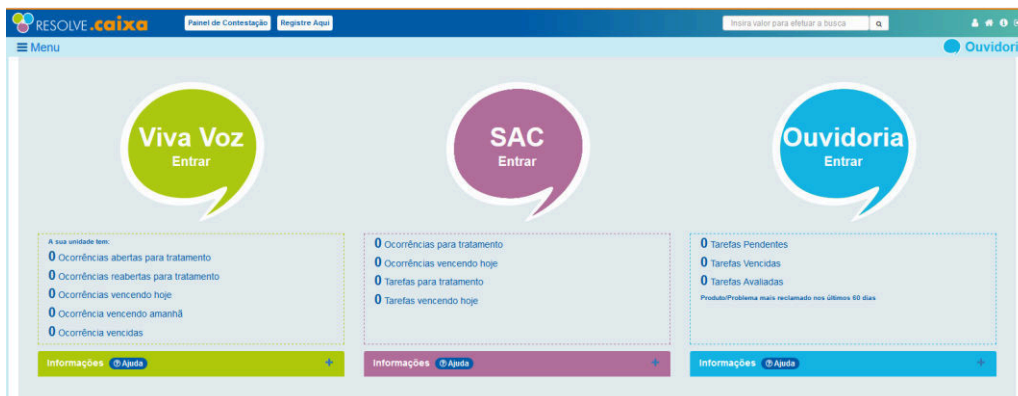 RESOLVE.CAIXA Painel de Contestação Registre Aqui Insira valor para efetuar a busca
Menu Ouvidori
Viva Voz
Entrar
SAC
Entrar
Ouvidoria
Entrar
A sua unidade tem:
0 Ocorrências abertas para tratamento
0 Ocorrências reabertas para tratamento
0 Ocorrências vencendo hoje
0 Ocorrência vencendo amanhã
0 Ocorrência vencidas
0 Ocorrências para tratamento
0 Ocorrências vencendo hoje
0 Tarefas para tratamento
0 Tarefas vencendo hoje
0 Tarefas Pendentes
0 Tarefas Vencidas
0 Tarefas Avaliadas
Produto/Problema mais reclamado nos últimos 60 dias
Informações Ajuda +
Informações Ajuda +
Informações Ajuda +